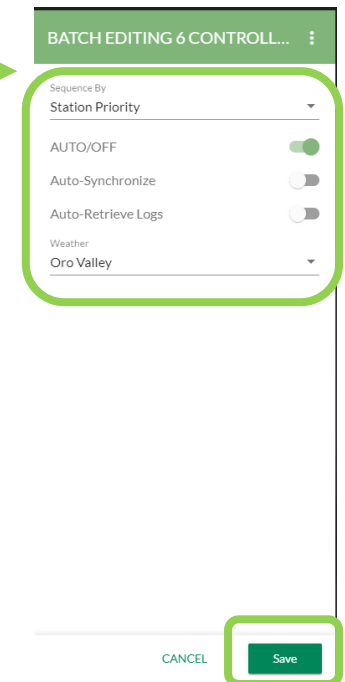 BATCH EDITING 6 CONTROLL...
Sequence By
Station Priority
AUTO/OFF
Auto-Synchronize
Auto-Retrieve Logs
Weather
Oro Valley
CANCEL
Save